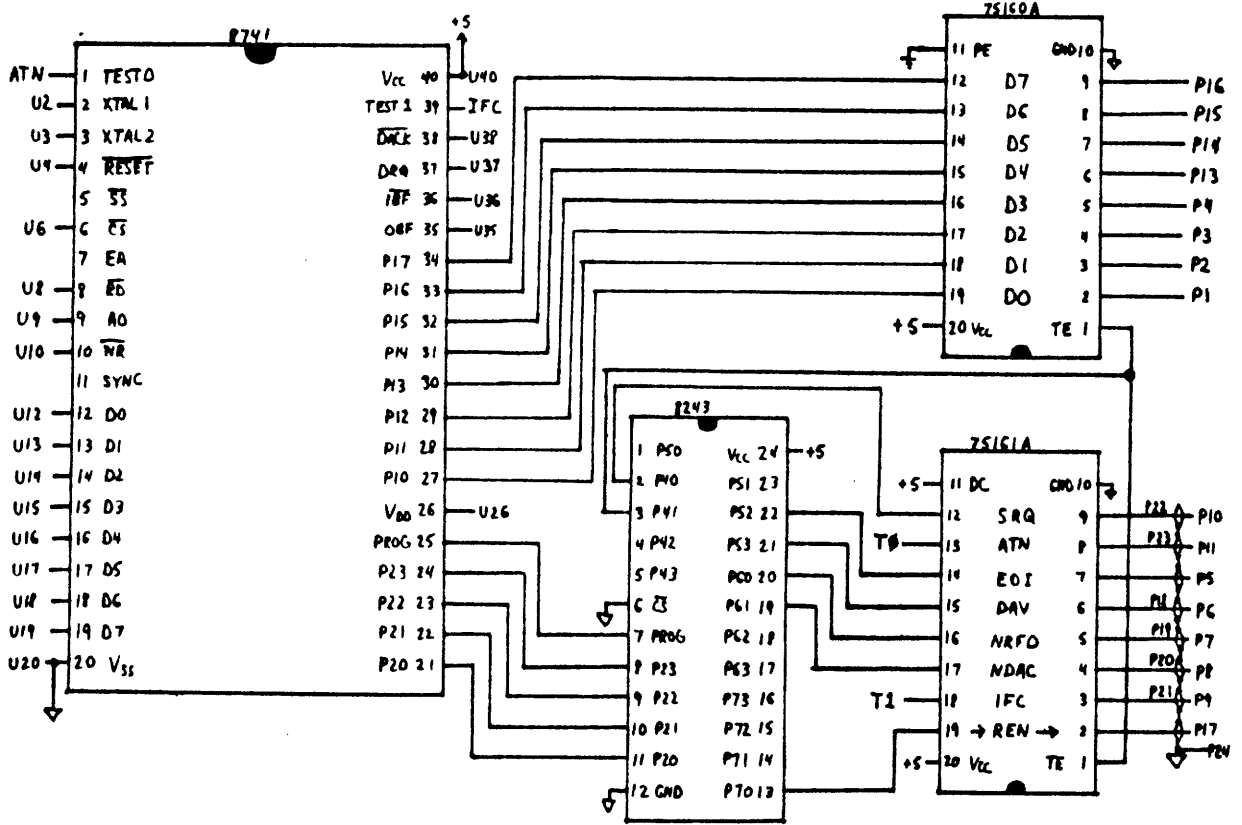 8741
+5
ATN 1 TEST0 Vcc 40 U40
U2 2 XTAL1 TEST1 39 IFC
U3 3 XTAL2 DACK 38 U38
U4 4 RESET DRQ 37 U37
5 SS IBF 36 U36
U6 6 CS OBF 35 U35
7 EA P17 34
U8 8 RD P16 33
U9 9 A0 P15 32
U10 10 WR P14 31
11 SYNC P13 30
U12 12 D0 P12 29
U13 13 D1 P11 28
U14 14 D2 P10 27
U15 15 D3 VDD 26 U26
U16 16 D4 PROG 25
U17 17 D5 P23 24
U18 18 D6 P22 23
U19 19 D7 P21 22
U20 20 Vss P20 21
75160A
11 PE GND 10
12 D7 9 P16
13 D6 8 P15
14 D5 7 P14
15 D4 6 P13
16 D3 5 P4
17 D2 4 P3
18 D1 3 P2
19 D0 2 P1
+5 20 Vcc TE 1
8243
1 P50 Vcc 24 +5
2 P40 P51 23
3 P41 P52 22
4 P42 P53 21
5 P43 P60 20
6 CS P61 19
7 PROG P62 18
8 P23 P63 17
9 P22 P73 16
10 P21 P72 15
11 P20 P71 14
12 GND P70 13
75161A
+5 11 DC GND 10
12 SRQ 9 P22 P10
TØ 13 ATN 8 P23 P11
14 EOI 7 P5
15 DAV 6 P18 P6
16 NRFD 5 P19 P7
17 NDAC 4 P20 P8
T1 18 IFC 3 P21 P9
19 → REN → 2 P17
P24
+5 20 Vcc TE 1